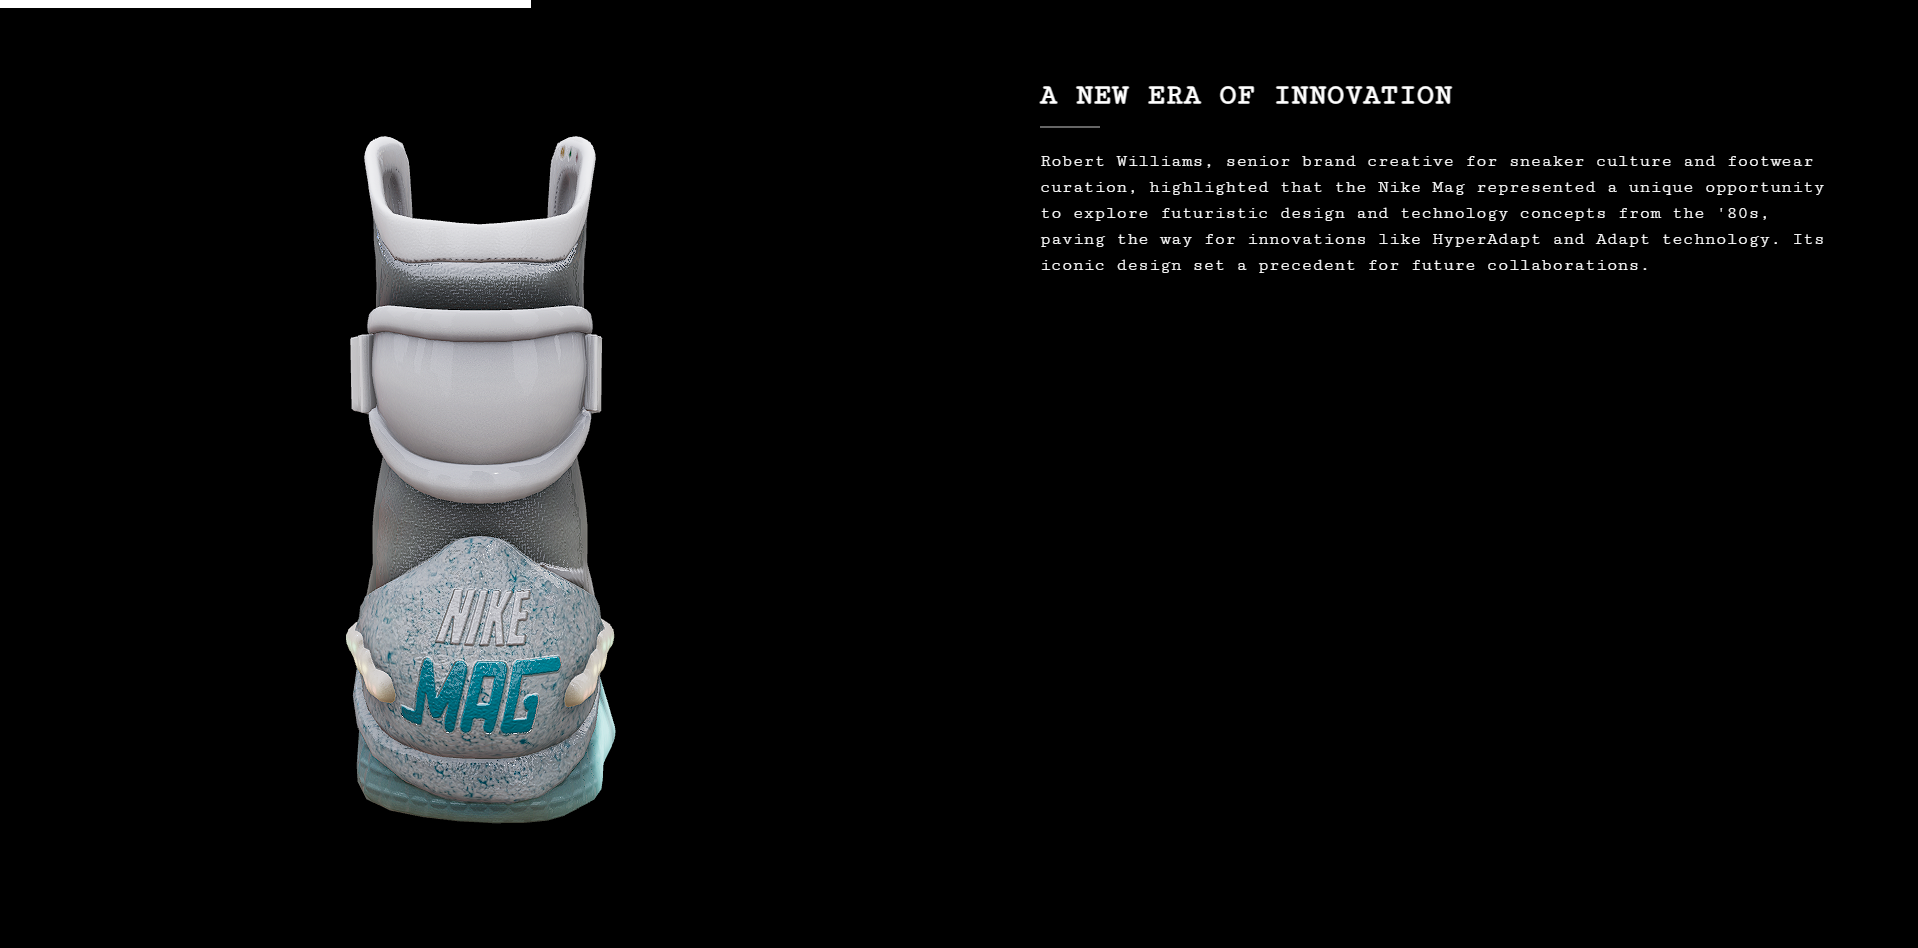 A NEW ERA OF INNOVATION
Robert Williams, senior brand creative for sneaker culture and footwear
curation, highlighted that the Nike Mag represented a unique opportunity
to explore futuristic design and technology concepts from the '80s,
paving the way for innovations like HyperAdapt and Adapt technology. Its
iconic design set a precedent for future collaborations.
NIKE
MAG